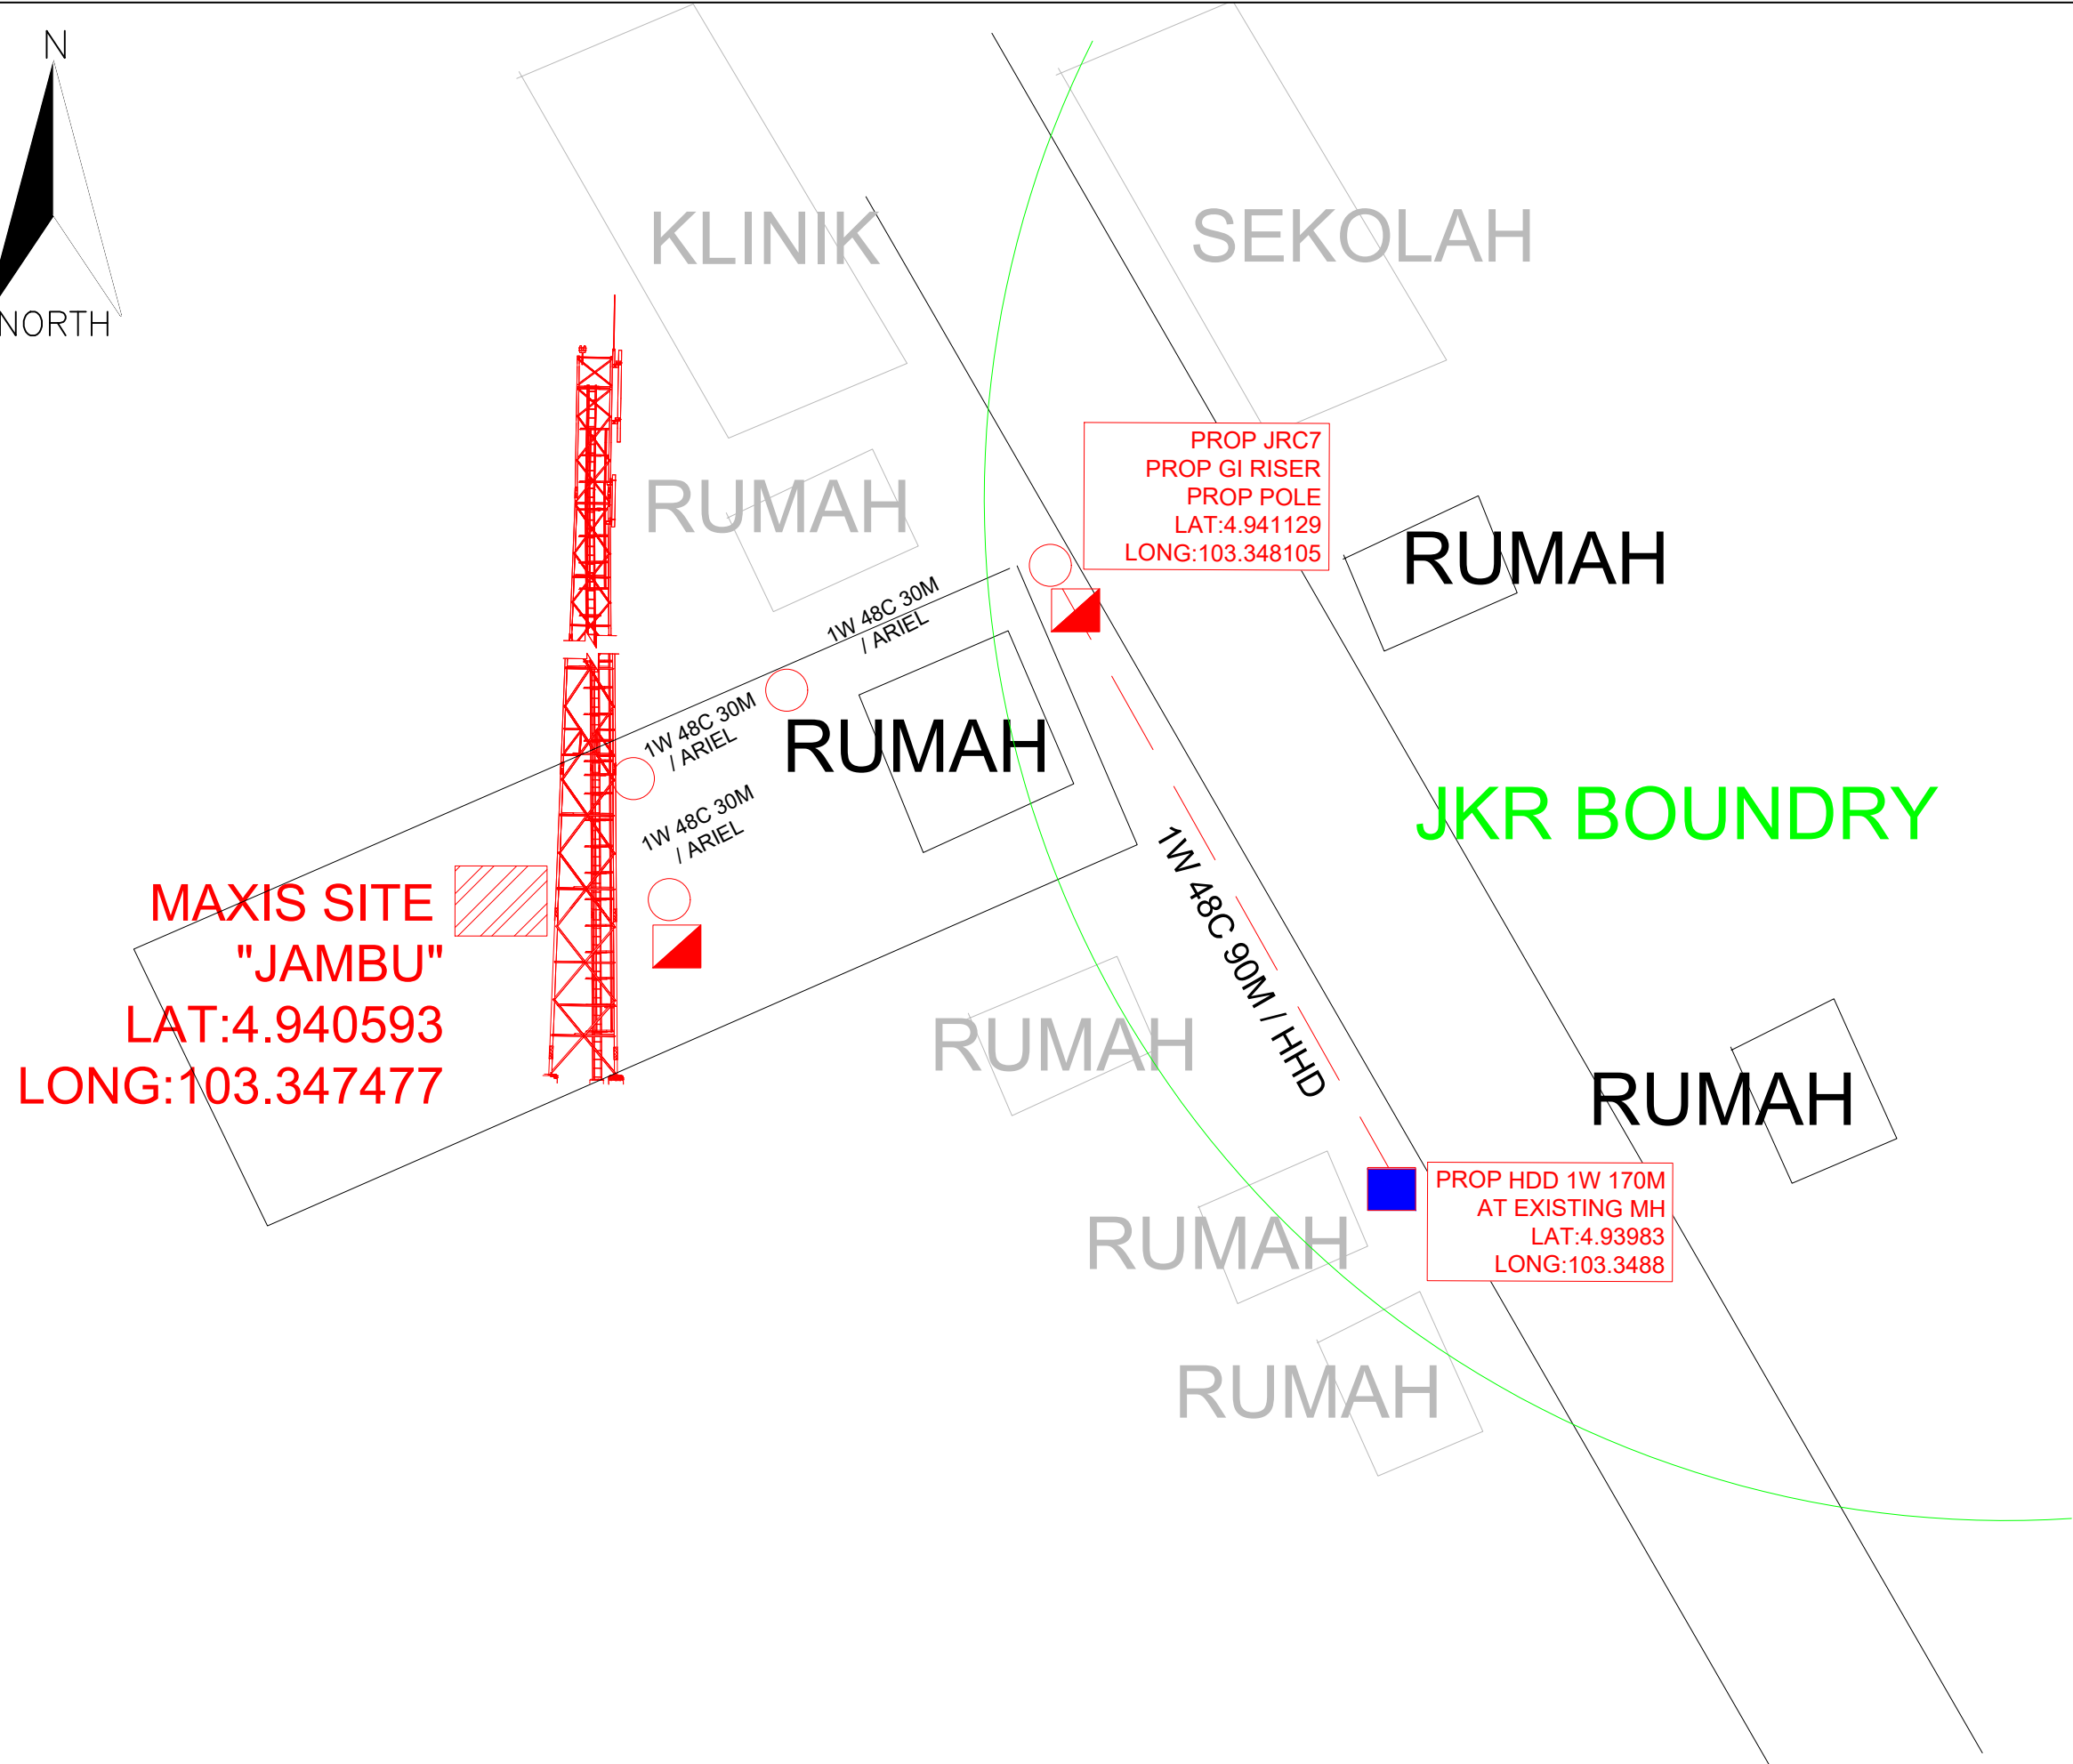 N
NORTH
KLINIK
SEKOLAH
PROP JRC7
PROP GI RISER
PROP POLE
LAT:4.941129
LONG:103.348105
RUMAH
RUMAH
1W 48C 30M
/ ARIEL
1W 48C 30M
/ ARIEL
RUMAH
1W 48C 30M
/ ARIEL
JKR BOUNDRY
MAXIS SITE
"JAMBU"
LAT:4.940593
LONG:103.347477
1W 48C 90M / HHD
RUMAH
RUMAH
PROP HDD 1W 170M
AT EXISTING MH
LAT:4.93983
LONG:103.3488
RUMAH
RUMAH